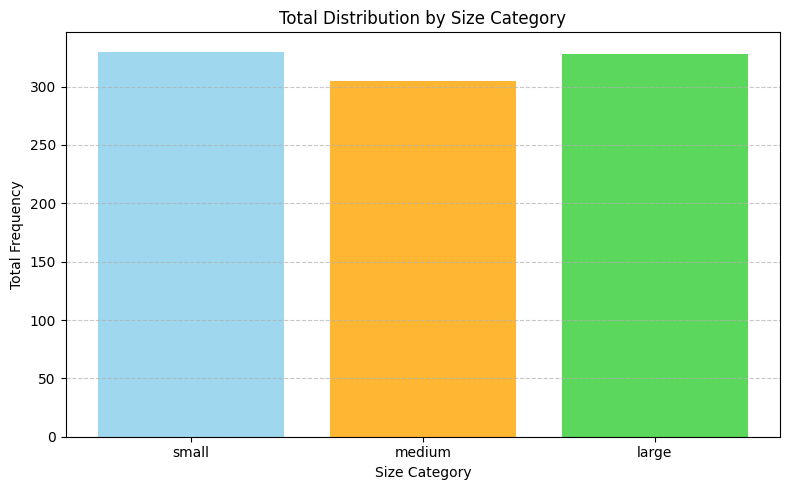 Total Distribution by Size Category
Total Frequency
300
250
200
150
100
50
0
small medium large
Size Category